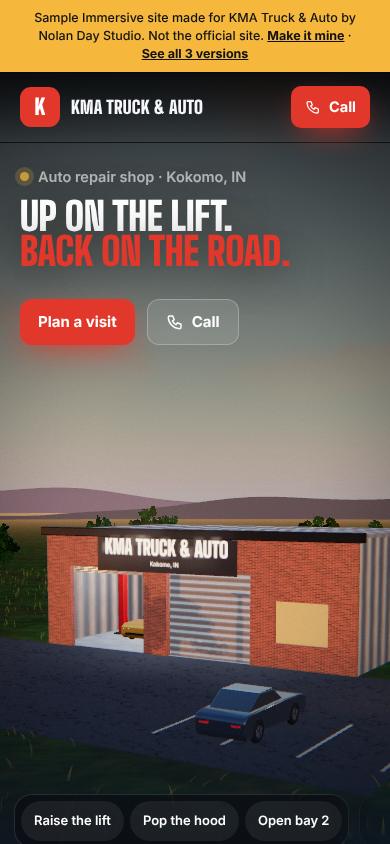 Sample Immersive site made for KMA Truck & Auto by
Nolan Day Studio. Not the official site. Make it mine ·
See all 3 versions
K
KMA TRUCK & AUTO
Call
Auto repair shop · Kokomo, IN
UP ON THE LIFT.
BACK ON THE ROAD.
Plan a visit
Call
KMA TRUCK & AUTO
Kokomo, IN
Raise the lift
Pop the hood
Open bay 2